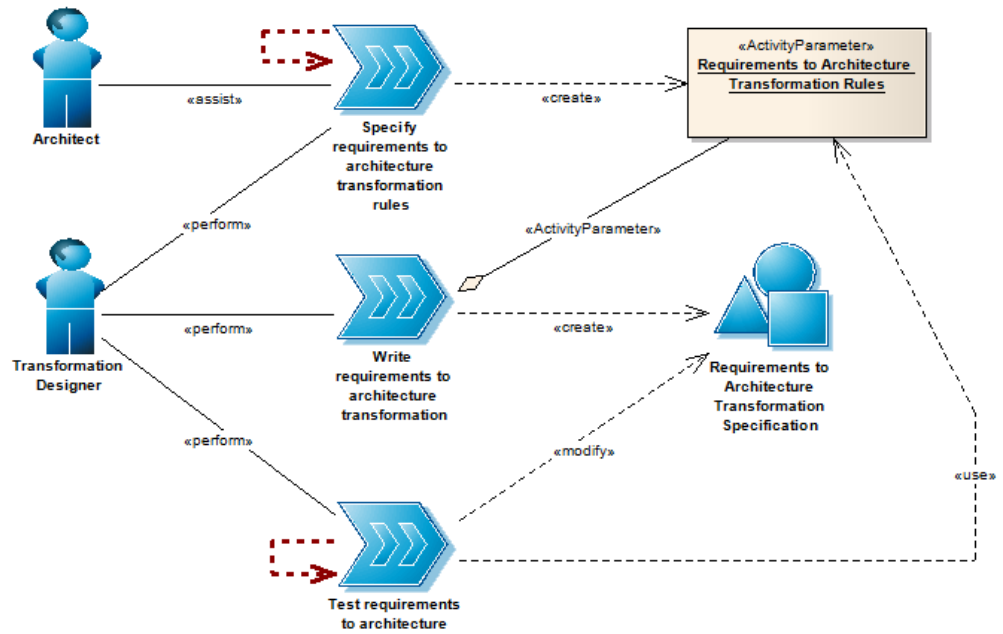 «ActivityParameter»
Requirements to Architecture
Transformation Rules
«assist»
«create»
Architect
Specify
requirements to
architecture
transformation
rules
«perform»
«ActivityParameter»
«perform»
«create»
Transformation
Designer
Write
requirements to
architecture
transformation
Requirements to
Architecture
Transformation
Specification
«perform»
«modify»
«use»
Test requirements
to architecture